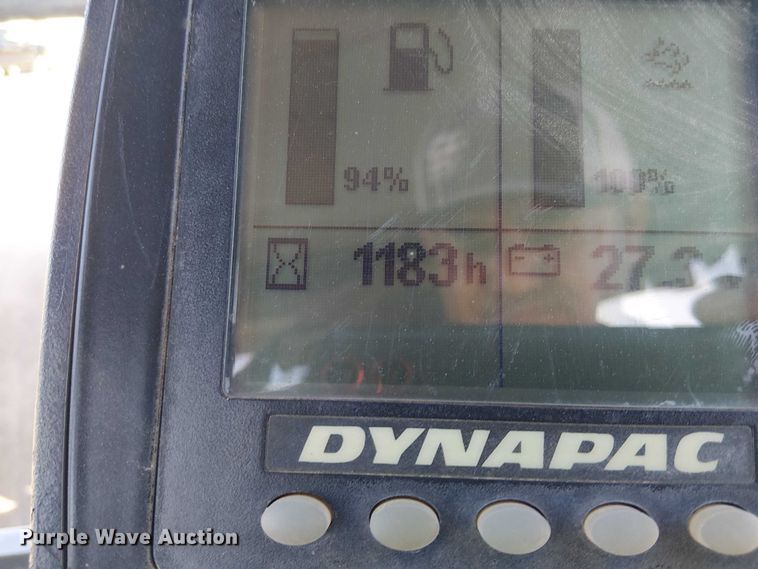 94%
100%
1183h
27.3
DYNAPAC
Purple Wave Auction